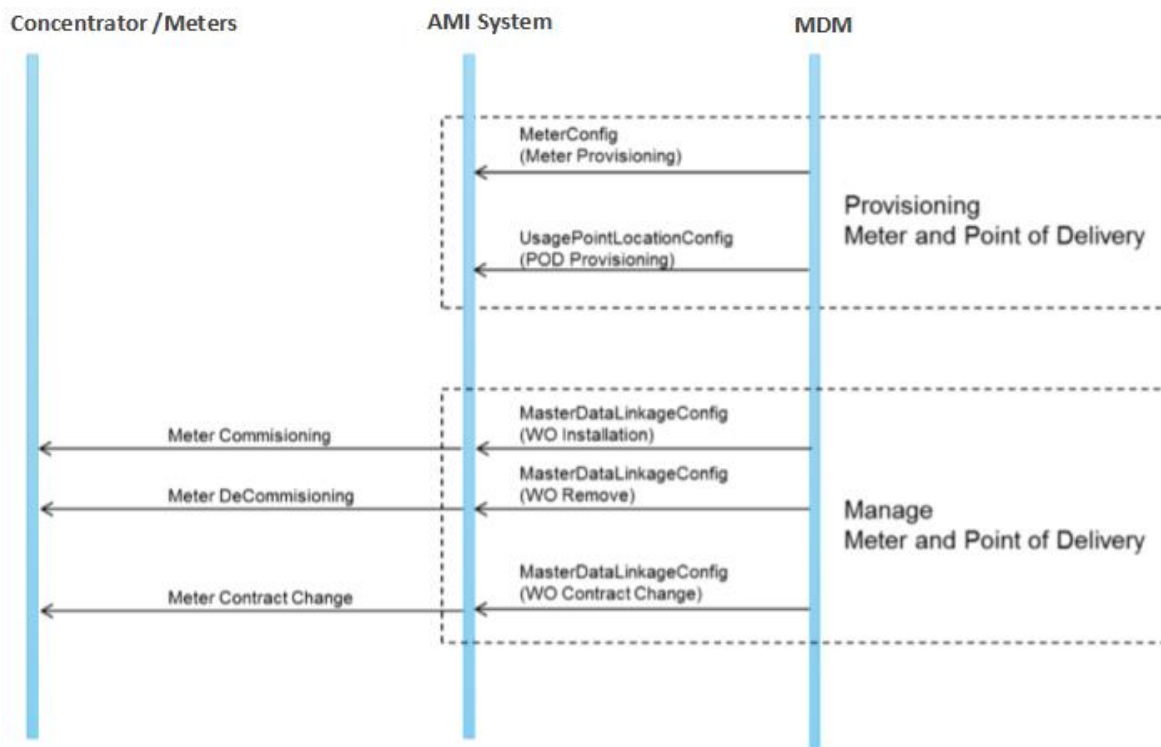 Concentrator /Meters
AMI System
MDM
MeterConfig
(Meter Provisioning)
UsagePointLocationConfig
(POD Provisioning)
Provisioning
Meter and Point of Delivery
Meter Commisioning
MasterDataLinkageConfig
(WO Installation)
Meter DeCommisioning
MasterDataLinkageConfig
(WO Remove)
Manage
Meter and Point of Delivery
Meter Contract Change
MasterDataLinkageConfig
(WO Contract Change)